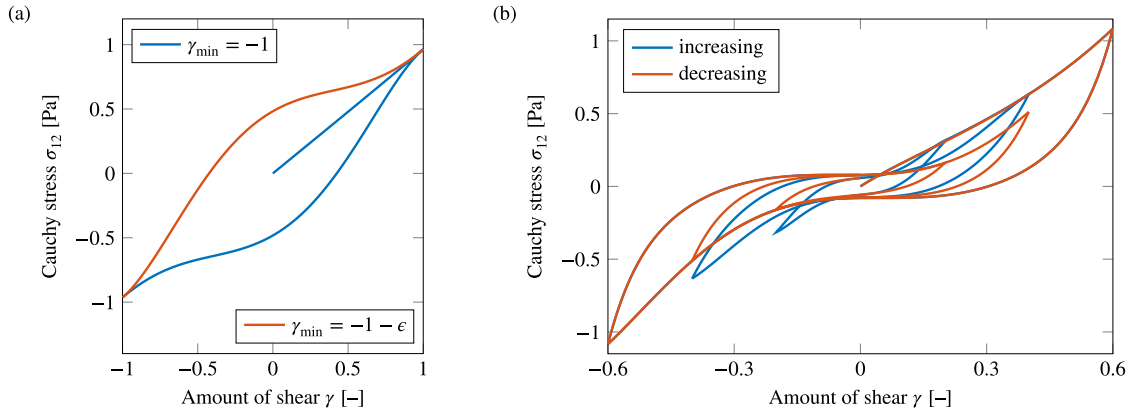 (a)
γmin = −1
γmin = −1 − ϵ
1
0.5
0
−0.5
−1
−1
−0.5
0
0.5
1
Cauchy stress σ12 [Pa]
Amount of shear γ [–]
(b)
increasing
decreasing
1
0.5
0
−0.5
−1
−0.6
−0.3
0
0.3
0.6
Cauchy stress σ12 [Pa]
Amount of shear γ [–]